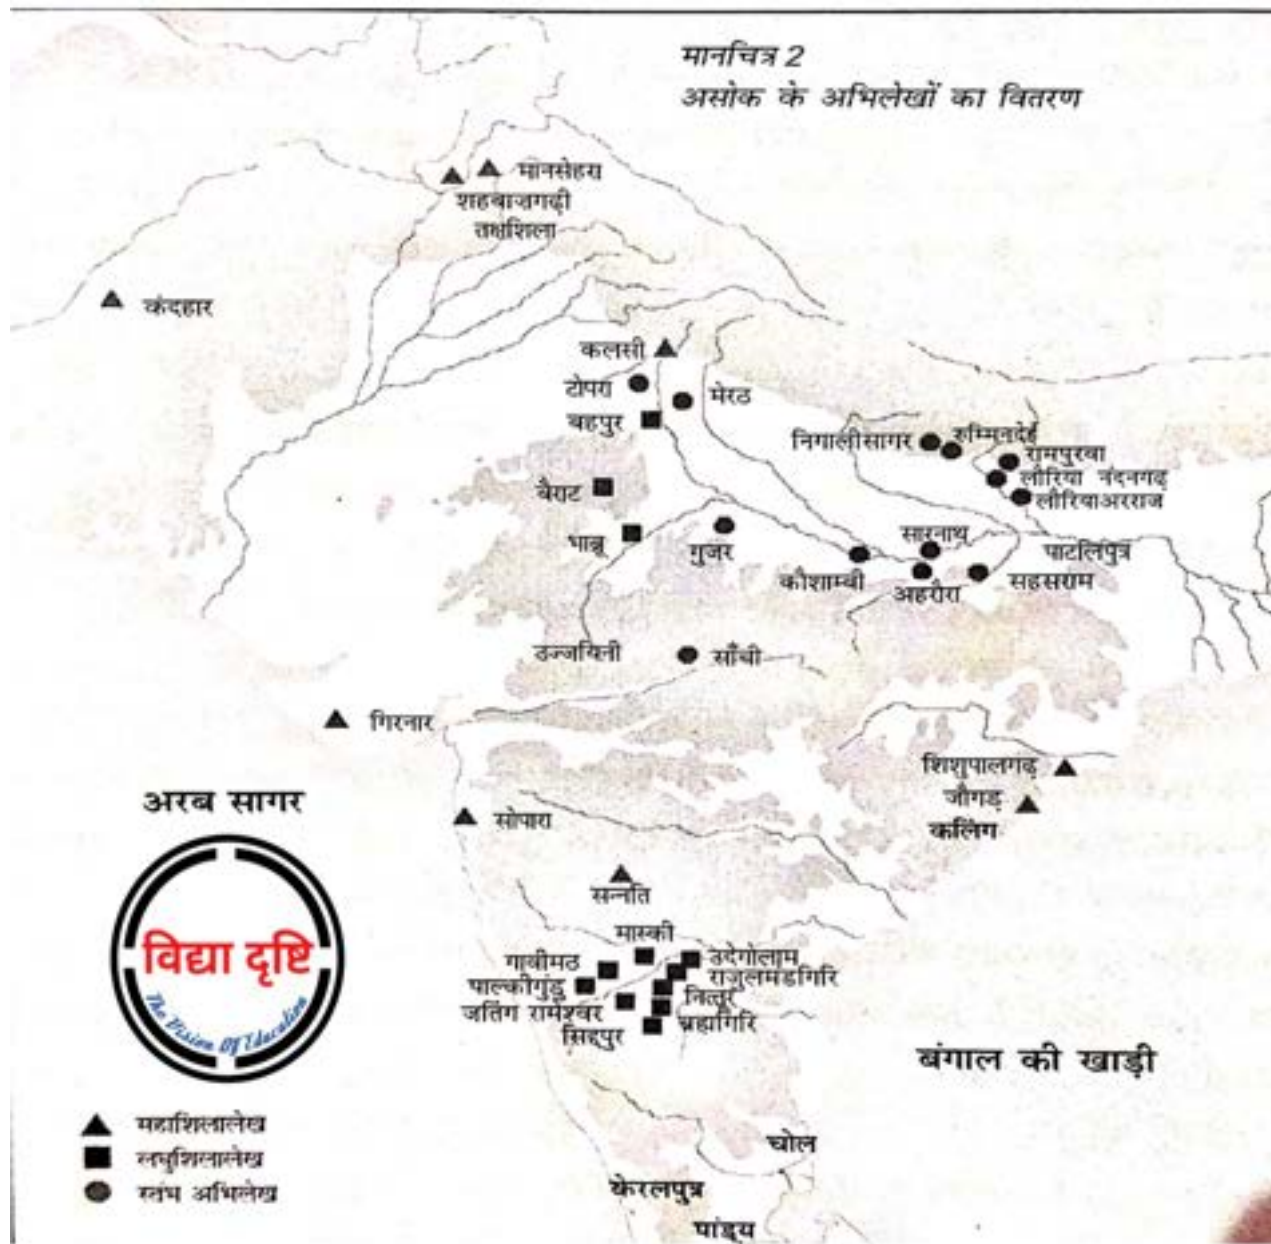 मानचित्र 2
असोक के अभिलेखों का वितरण
मानसेहरा
शहबाजगढ़ी
तक्षशिला
कंदहार
कलसी
टोपरा
मेरठ
बहपुर
निगालीसागर
रुम्मिनदेई
रामपुरवा
लौरिया नंदनगढ़
लौरियाअरराज
बैराट
भाब्रू
गुजर
सारनाथ
पाटलिपुत्र
कौशाम्बी
अहरौरा
सहसराम
उज्जयिनी
साँची
गिरनार
शिशुपालगढ़
जौगड़
कलिंग
अरब सागर
सोपारा
सन्नति
मास्की
गावीमठ
उदेगोलाम
राजुलमंडगिरि
पाल्कीगुंडु
नित्तूर
जतिंग रामेश्वर
ब्रह्मगिरि
सिद्दपुर
विद्या दृष्टि
The Vision Of Education
बंगाल की खाड़ी
महाशिलालेख
लघुशिलालेख
स्तंभ अभिलेख
चोल
केरलपुत्र
पांड्य